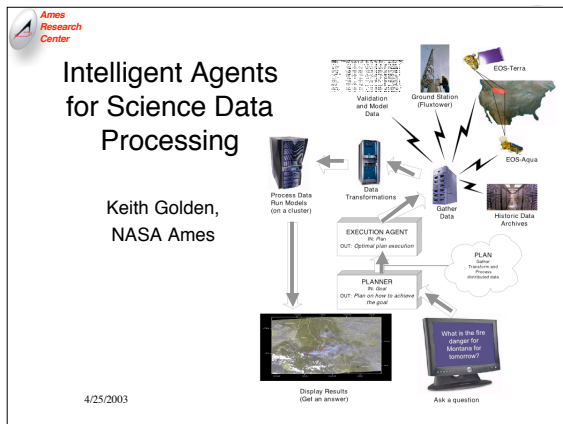 Ames
Research
Center
Intelligent Agents
for Science Data
Processing
Keith Golden,
NASA Ames
4/25/2003
Validation
and Model
Data
Ground Station
(Fluxtower)
EOS-Terra
EOS-Aqua
Process Data
Run Models
(on a cluster)
Data
Transformations
Gather
Data
Historic Data
Archives
EXECUTION AGENT
IN: Plan
OUT: Optimal plan execution
PLAN
Gather
Transform and
Process
distributed data
PLANNER
IN: Goal
OUT: Plan on how to achieve
the goal
What is the fire
danger for
Montana for
tomorrow?
Display Results
(Get an answer)
Ask a question